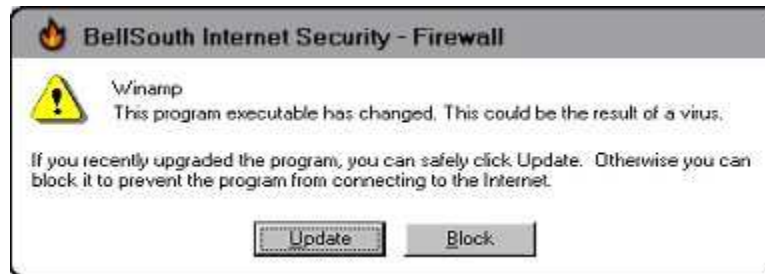 BellSouth Internet Security - Firewall
Winamp
This program executable has changed. This could be the result of a virus.
If you recently upgraded the program, you can safely click Update. Otherwise you can
block it to prevent the program from connecting to the Internet.
Update Block